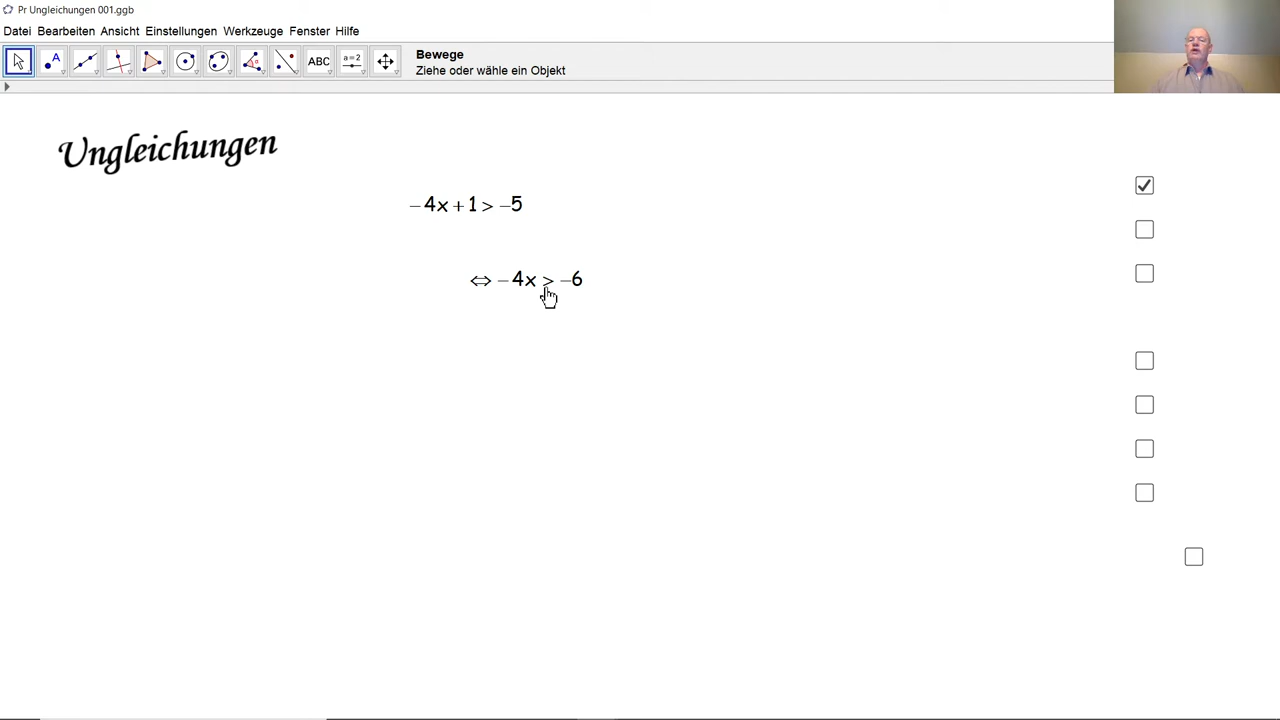 Pr Ungleichungen 001.ggb
Datei Bearbeiten Ansicht Einstellungen Werkzeuge Fenster Hilfe
A ABC a=2
Bewege
Ziehe oder wähle ein Objekt
Ungleichungen
−4x+1> −5
⇔ −4x > −6